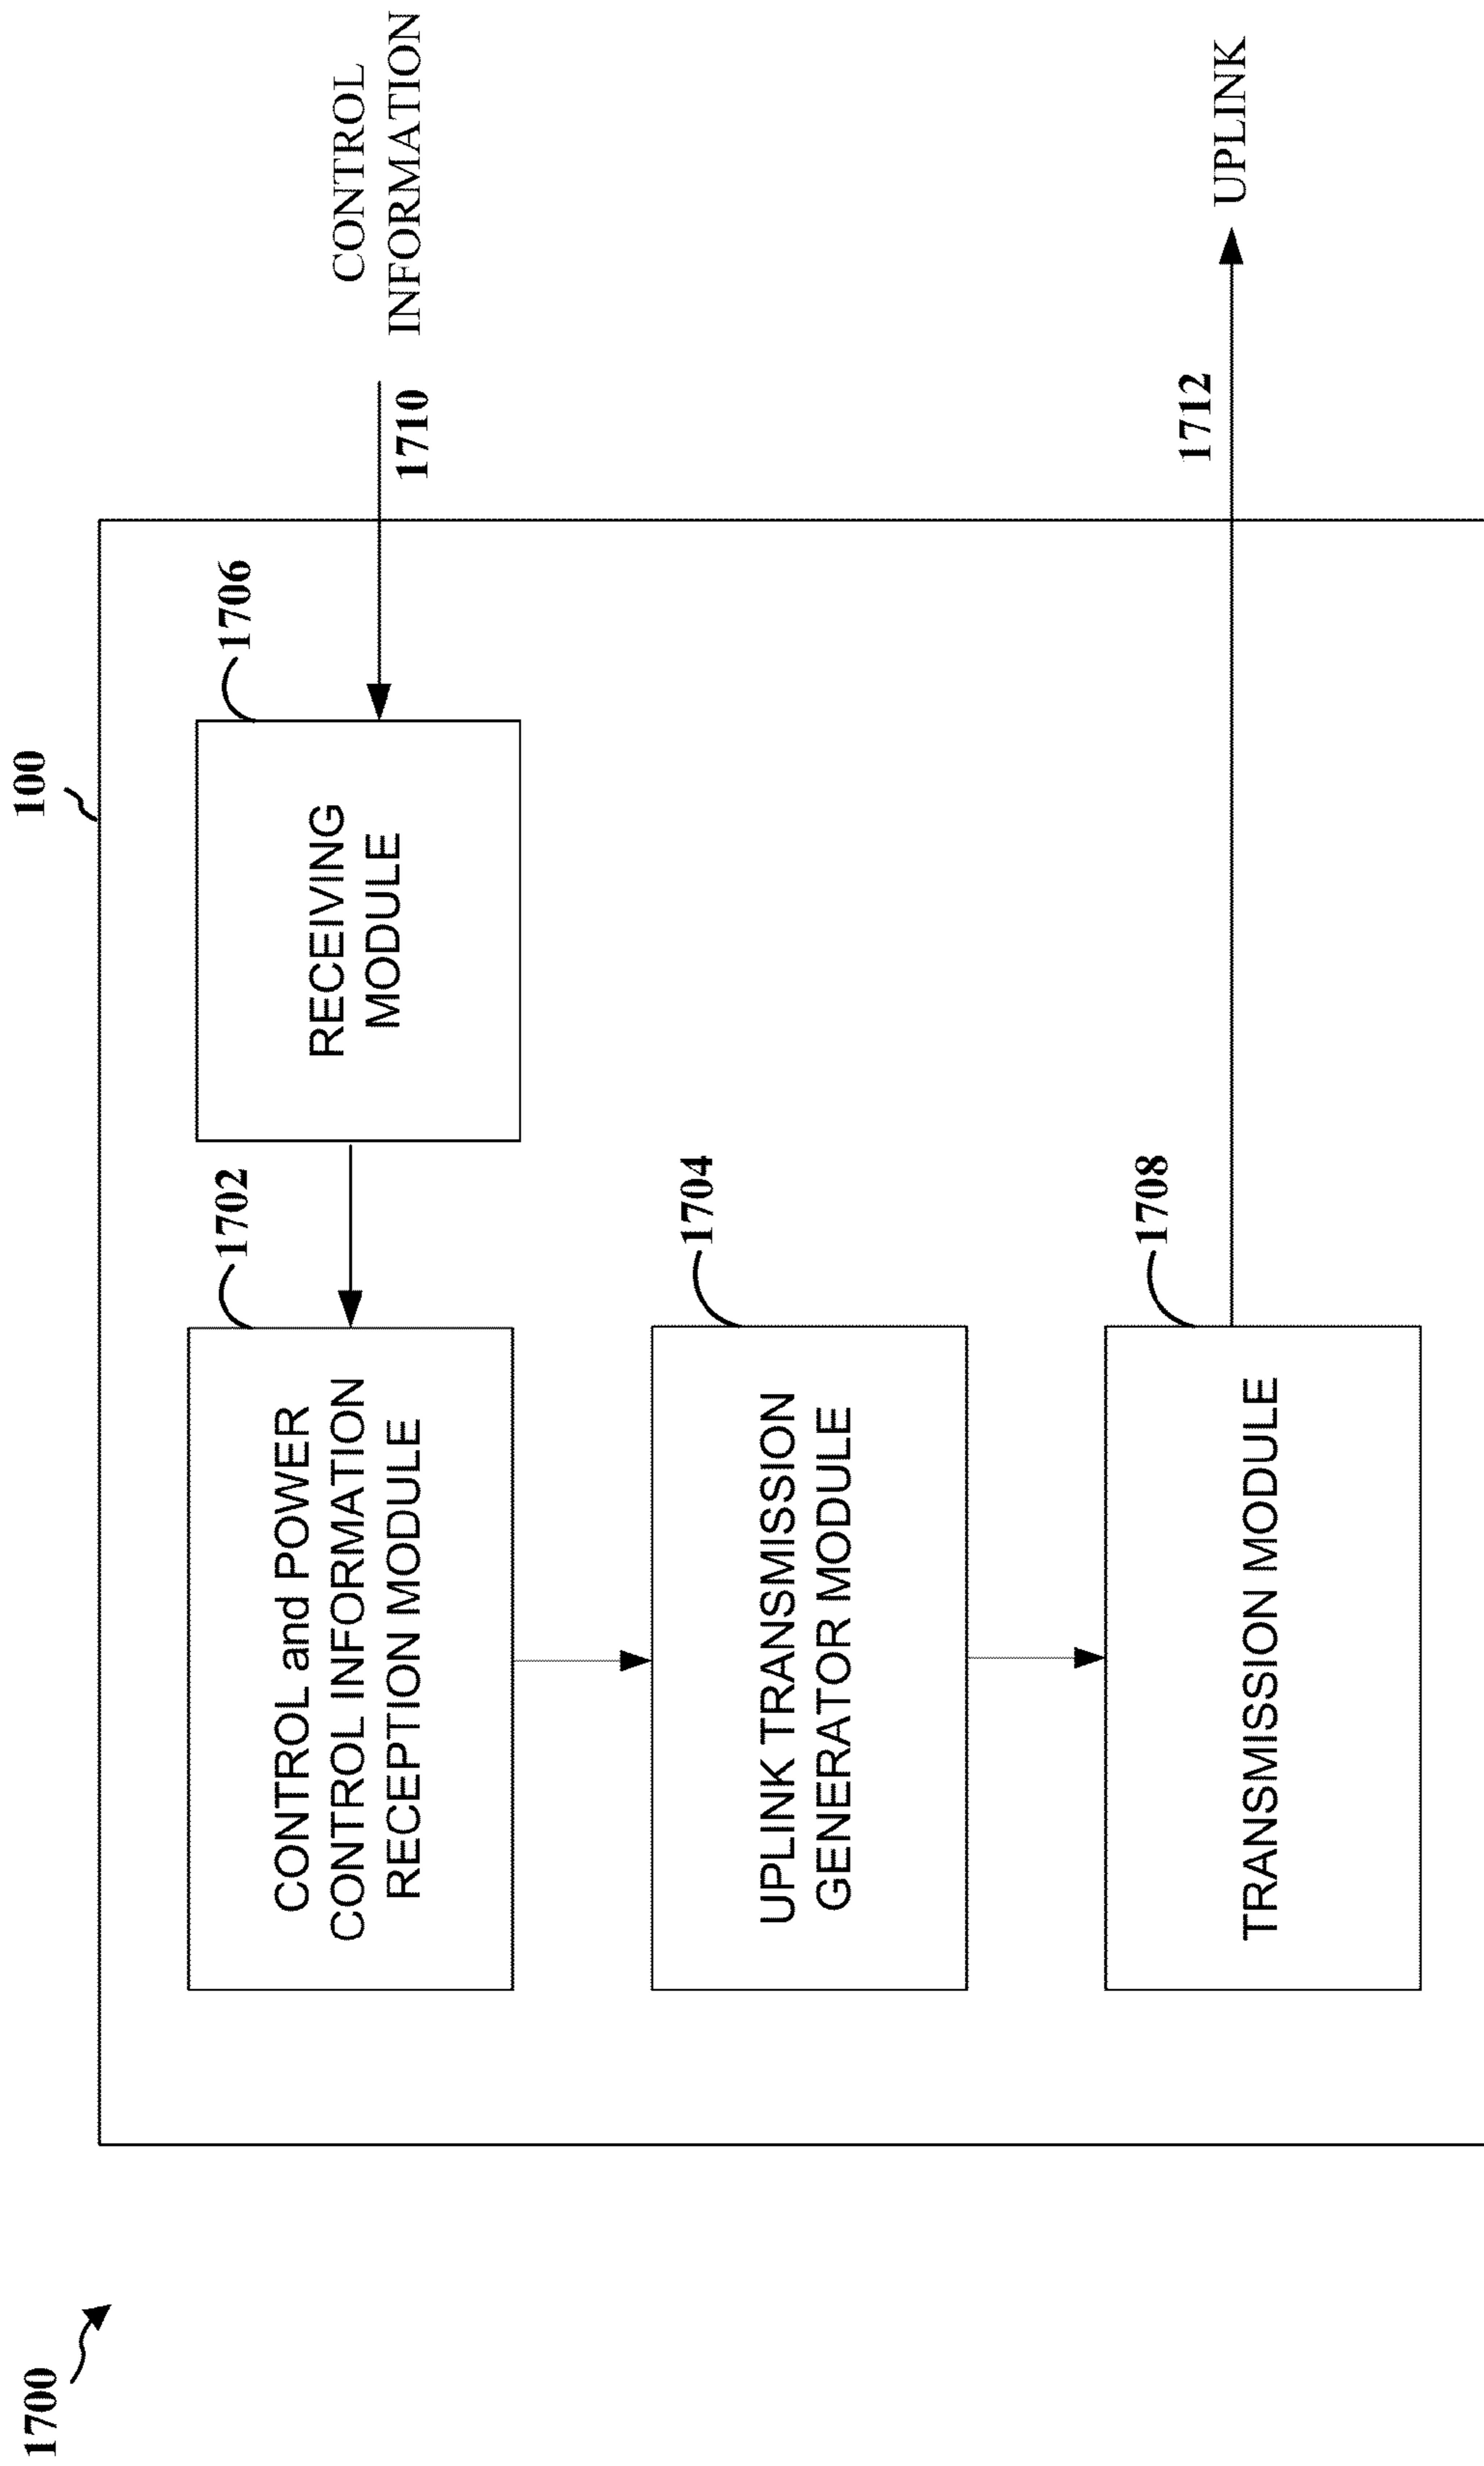 1700
100
CONTROL and POWER
CONTROL INFORMATION
RECEPTION MODULE
1702
RECEIVING
MODULE
1706
1710
CONTROL
INFORMATION
UPLINK TRANSMISSION
GENERATOR MODULE
1704
TRANSMISSION MODULE
1708
1712
UPLINK